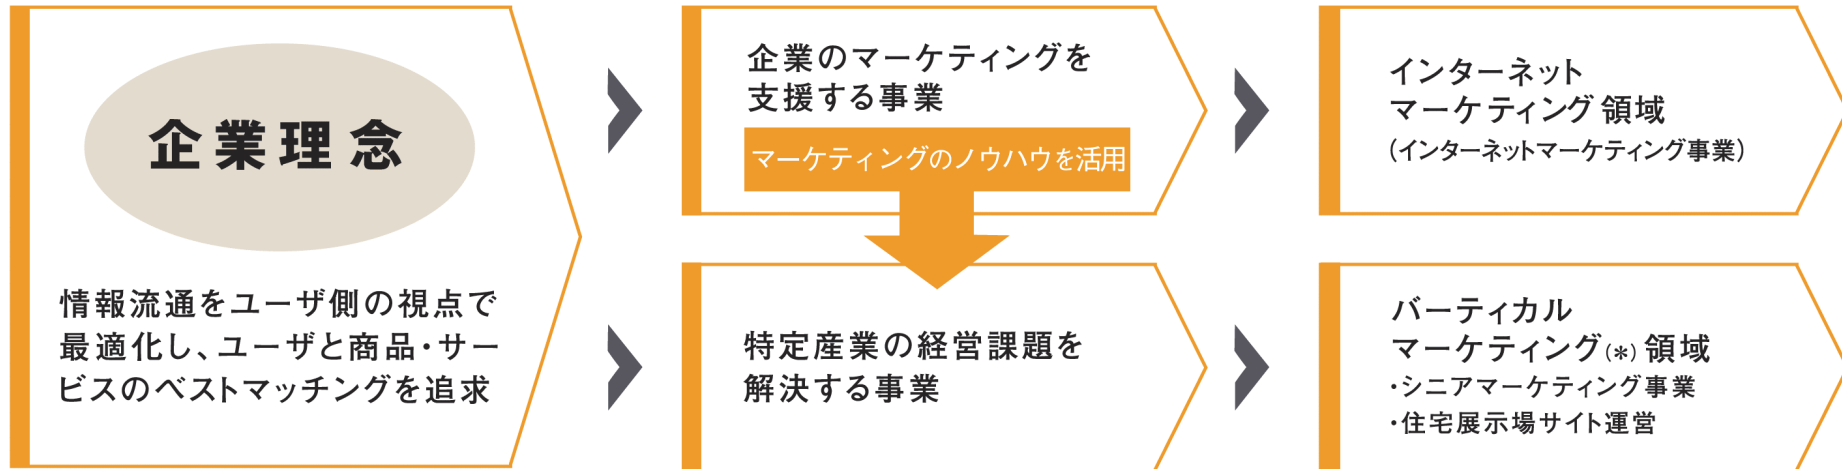 企業理念
情報流通をユーザ側の視点で
最適化し、ユーザと商品・サー
ビスのベストマッチングを追求
企業のマーケティングを
支援する事業
マーケティングのノウハウを活用
特定産業の経営課題を
解決する事業
インターネット
マーケティング領域
(インターネットマーケティング事業)
バーティカル
マーケティング(*)領域
・シニアマーケティング事業
・住宅展示場サイト運営